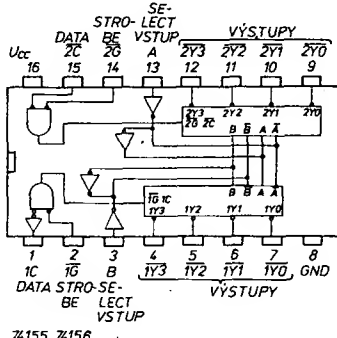 SE-
STRO- LECT
DATA BE VSTUP VÝSTUPY
Ucc 2C̅ 2G̅ A 2Y3̅ 2Y2̅ 2Y1̅ 2Y0̅
16 15 14 13 12 11 10 9
2Y3 2Y2 2Y1 2Y0
2G̅ 2C̅
B B̅ A A̅
B B̅ A A̅
1G̅ 1C
1Y3 1Y2 1Y1 1Y0
1 2 3 4 5 6 7 8
1C 1G̅ B 1Y3̅ 1Y2̅ 1Y1̅ 1Y0̅ GND
DATA STRO- SE-
BE LECT VÝSTUPY
VSTUP
74155, 74156